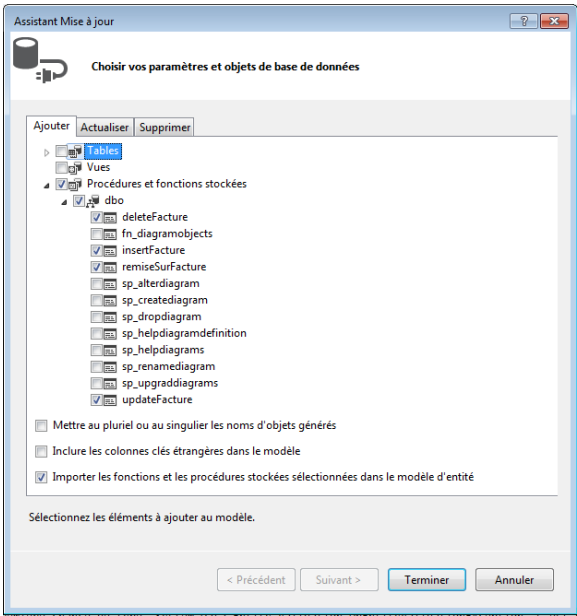 Assistant Mise à jour
Choisir vos paramètres et objets de base de données
Ajouter Actualiser Supprimer
Tables
Vues
Procédures et fonctions stockées
dbo
deleteFacture
fn_diagramobjects
insertFacture
remiseSurFacture
sp_alterdiagram
sp_creatediagram
sp_dropdiagram
sp_helpdiagramdefinition
sp_helpdiagrams
sp_renamediagram
sp_upgraddiagrams
updateFacture
Mettre au pluriel ou au singulier les noms d'objets générés
Inclure les colonnes clés étrangères dans le modèle
Importer les fonctions et les procédures stockées sélectionnées dans le modèle d'entité
Sélectionnez les éléments à ajouter au modèle.
< Précédent Suivant > Terminer Annuler